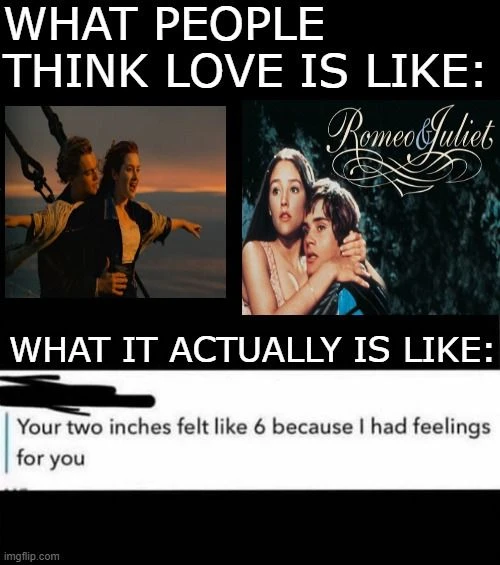 WHAT PEOPLE
THINK LOVE IS LIKE:
Romeo & Juliet
WHAT IT ACTUALLY IS LIKE:
Your two inches felt like 6 because I had feelings
for you
imgflip.com